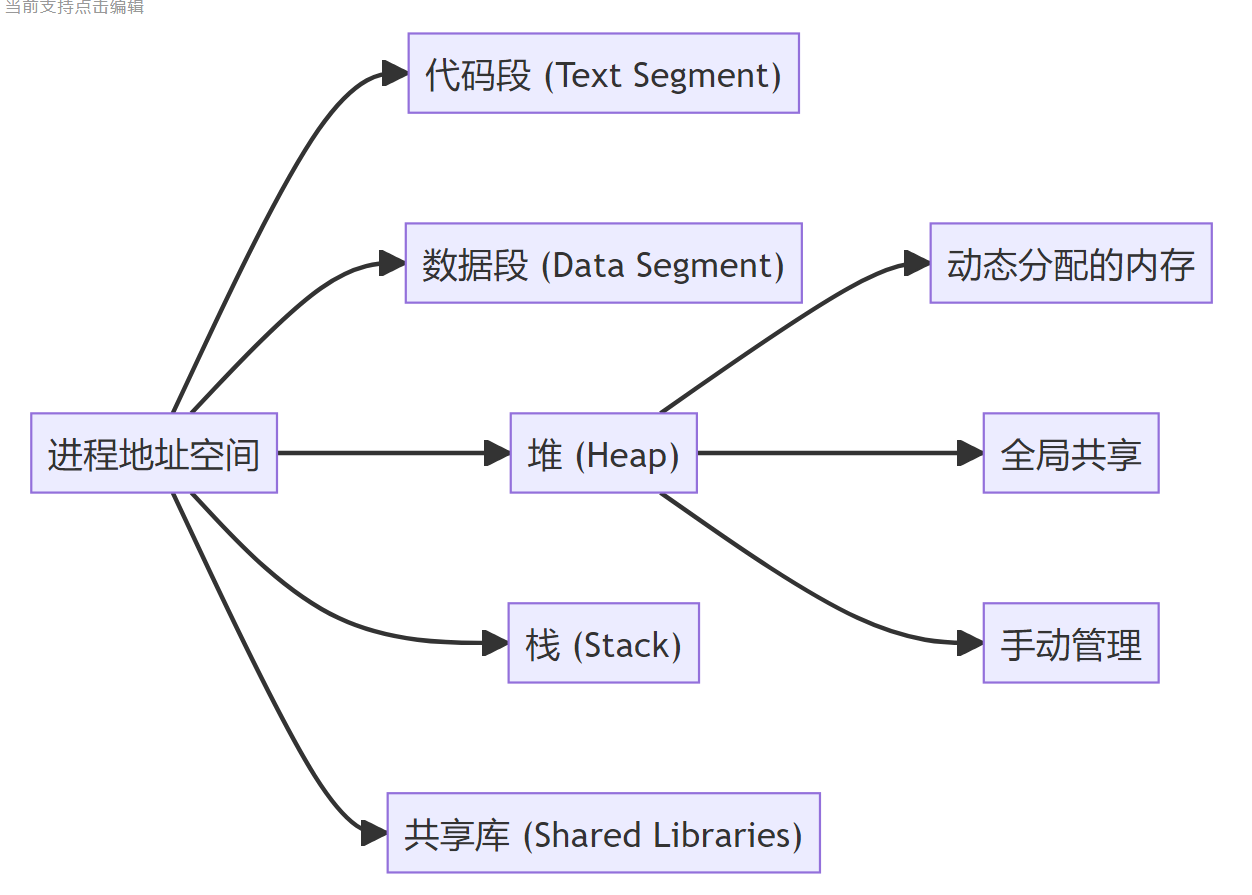 当前支持点击编辑
代码段 (Text Segment)
数据段 (Data Segment)
动态分配的内存
进程地址空间
堆 (Heap)
全局共享
栈 (Stack)
手动管理
共享库 (Shared Libraries)